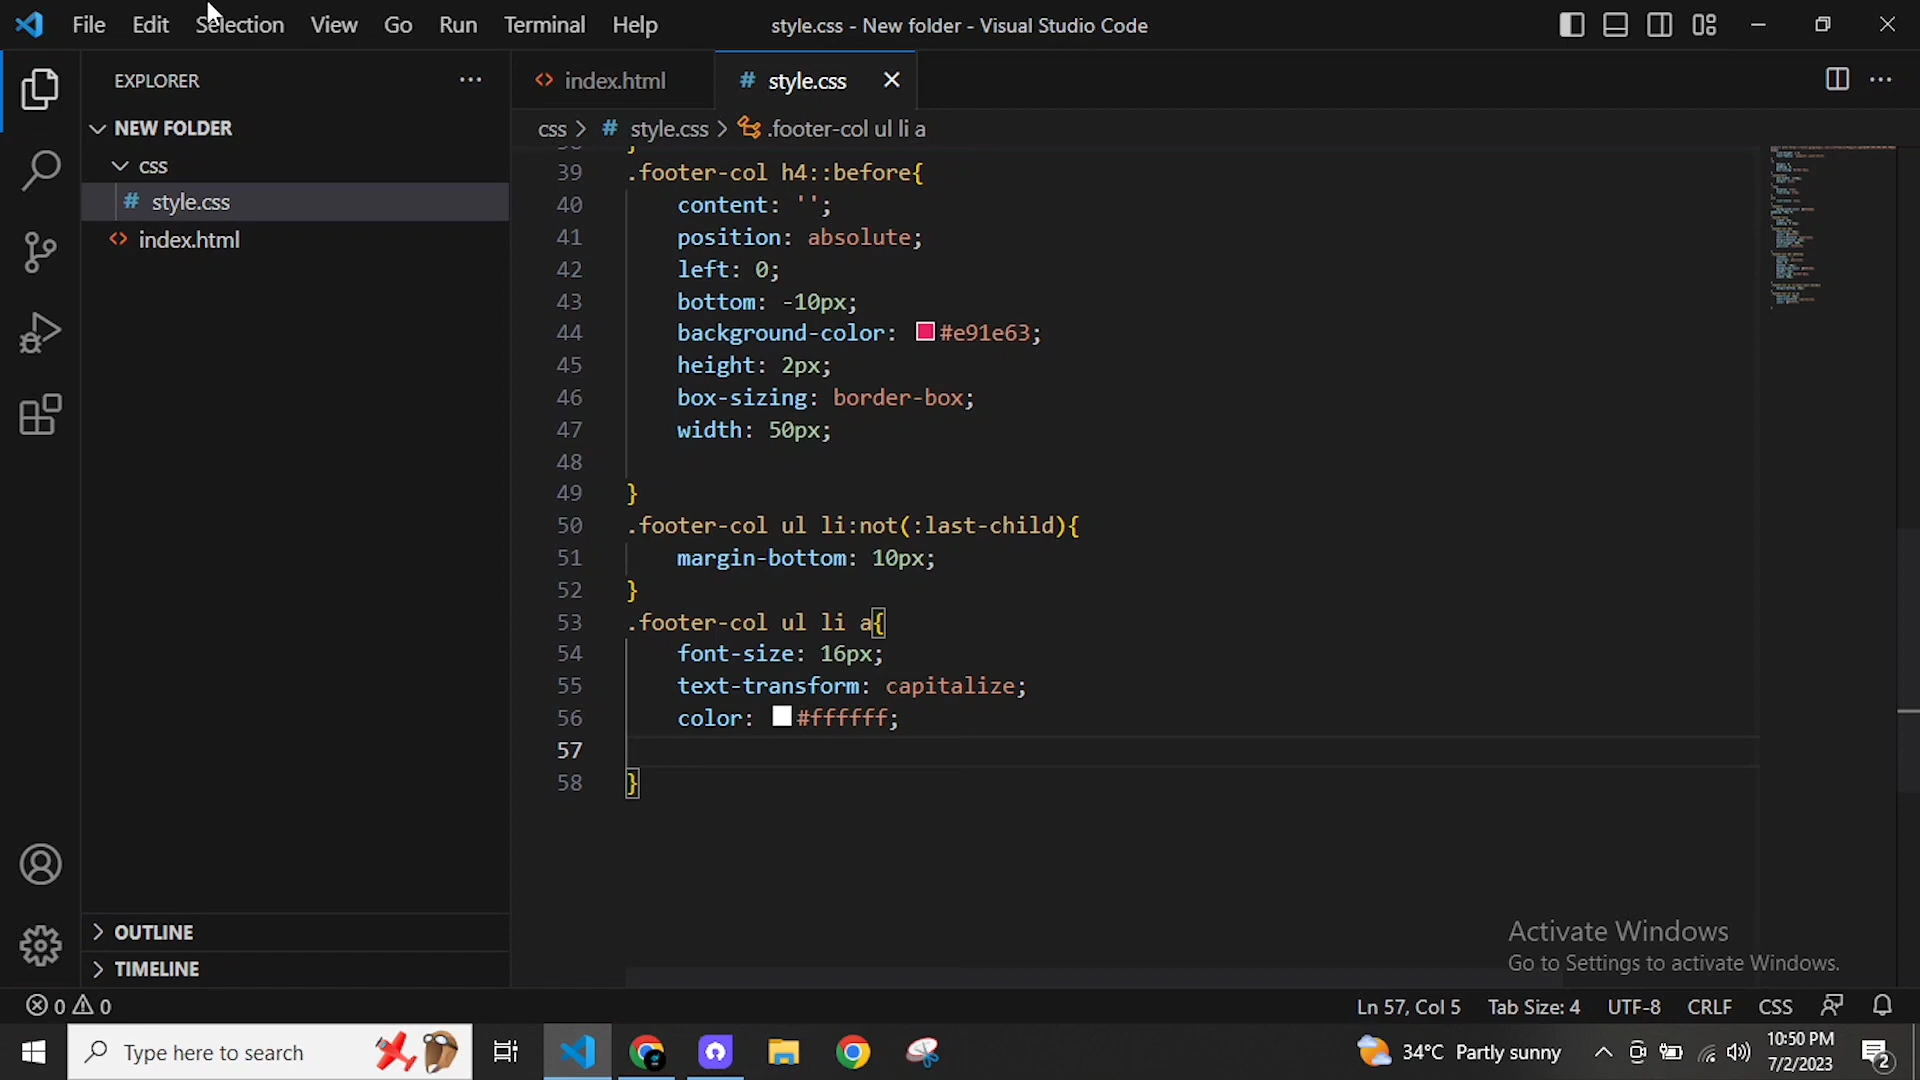 File Edit Selection View Go Run Terminal Help style.css - New folder - Visual Studio Code
EXPLORER
NEW FOLDER
css
style.css
index.html
OUTLINE
TIMELINE
index.html style.css
css > # style.css > .footer-col ul li a
39 .footer-col h4::before{
40 content: '';
41 position: absolute;
42 left: 0;
43 bottom: -10px;
44 background-color: #e91e63;
45 height: 2px;
46 box-sizing: border-box;
47 width: 50px;
48
49 }
50 .footer-col ul li:not(:last-child){
51 margin-bottom: 10px;
52 }
53 .footer-col ul li a{
54 font-size: 16px;
55 text-transform: capitalize;
56 color: #ffffff;
57
58 }
Activate Windows
Go to Settings to activate Windows.
0 0 Ln 57, Col 5 Tab Size: 4 UTF-8 CRLF CSS
Type here to search 34°C Partly sunny 10:50 PM
7/2/2023
2